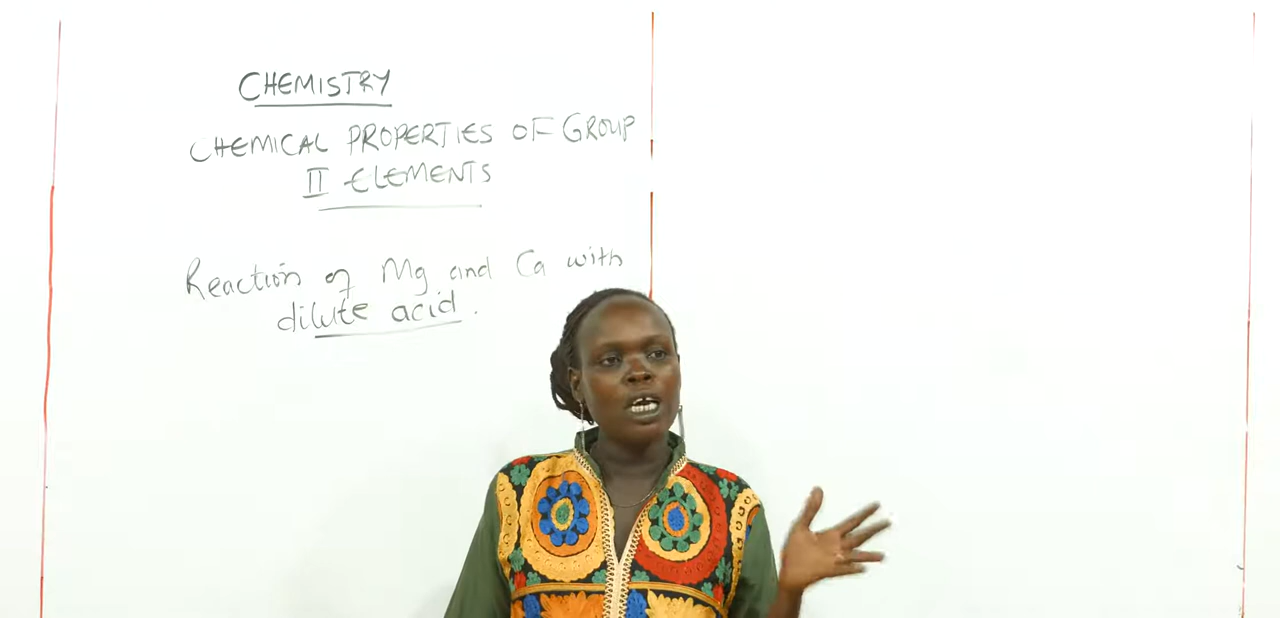 CHEMISTRY
CHEMICAL PROPERTIES OF GROUP
II ELEMENTS
Reaction of Mg and Ca with
dilute acid.